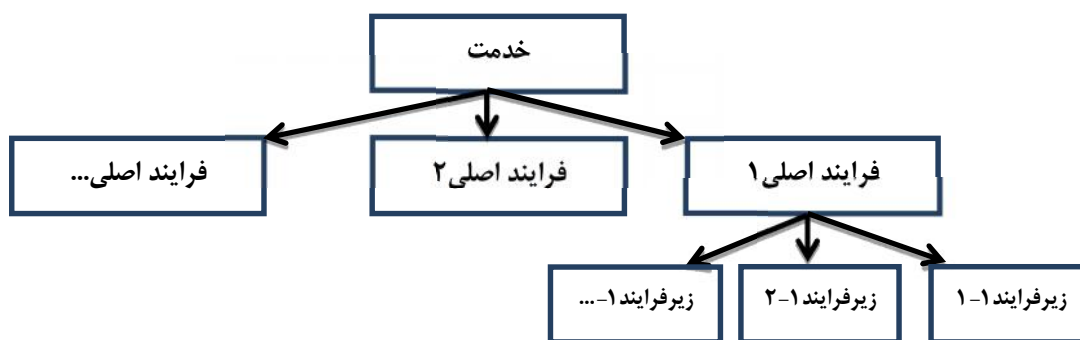 خدمت
فرایند اصلی۱
فرایند اصلی۲
فرایند اصلی...
زیرفرایند۱-۱
زیرفرایند۱-۲
زیرفرایند۱-...